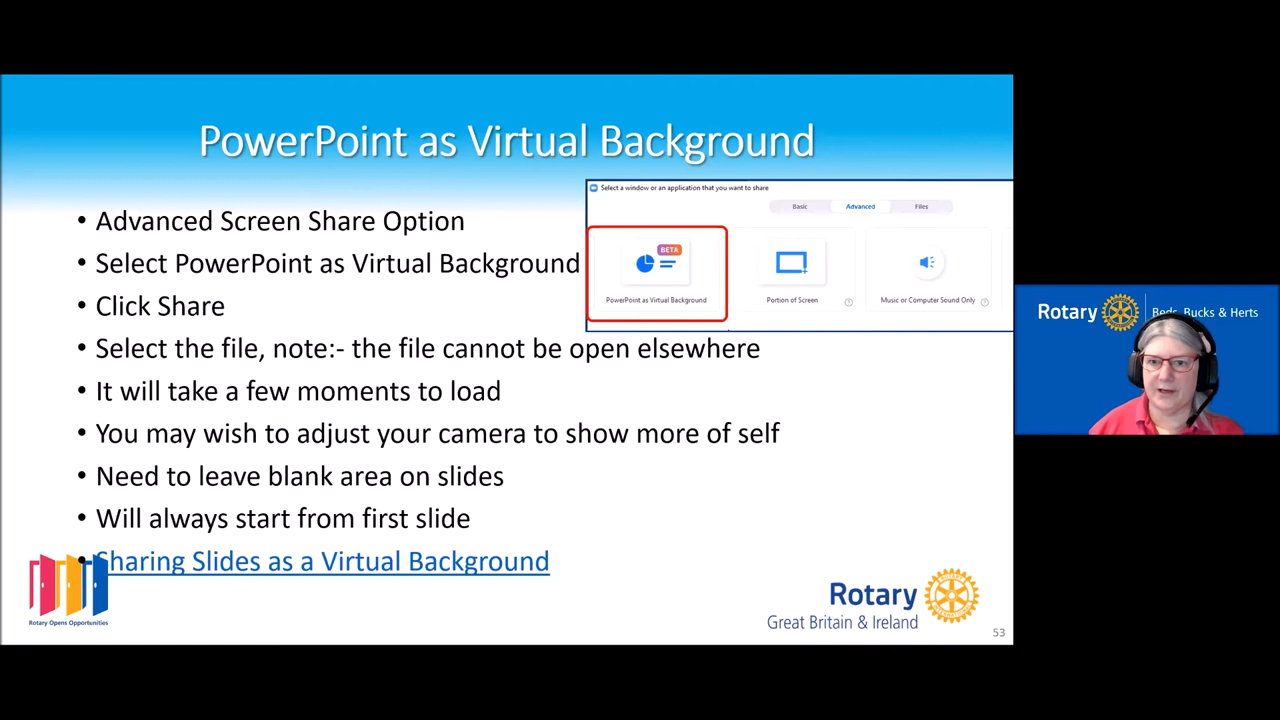 PowerPoint as Virtual Background
• Advanced Screen Share Option
• Select PowerPoint as Virtual Background
• Click Share
• Select the file, note:- the file cannot be open elsewhere
• It will take a few moments to load
• You may wish to adjust your camera to show more of self
• Need to leave blank area on slides
• Will always start from first slide
• Sharing Slides as a Virtual Background
Select a window or an application that you want to share
Basic Advanced Files
BETA
PowerPoint as Virtual Background Portion of Screen Music or Computer Sound Only
Rotary Opens Opportunities
Rotary
Great Britain & Ireland
53
Rotary Beds, Bucks & Herts